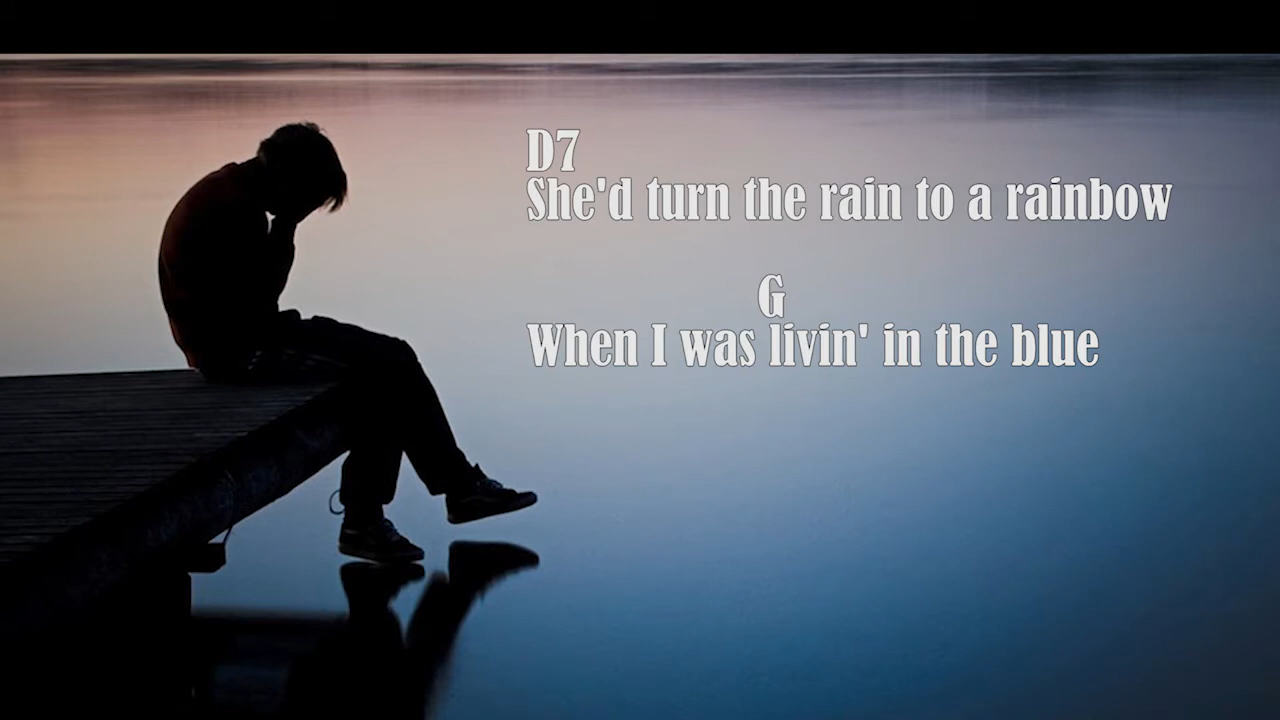 D7
She'd turn the rain to a rainbow
G
When I was livin' in the blue